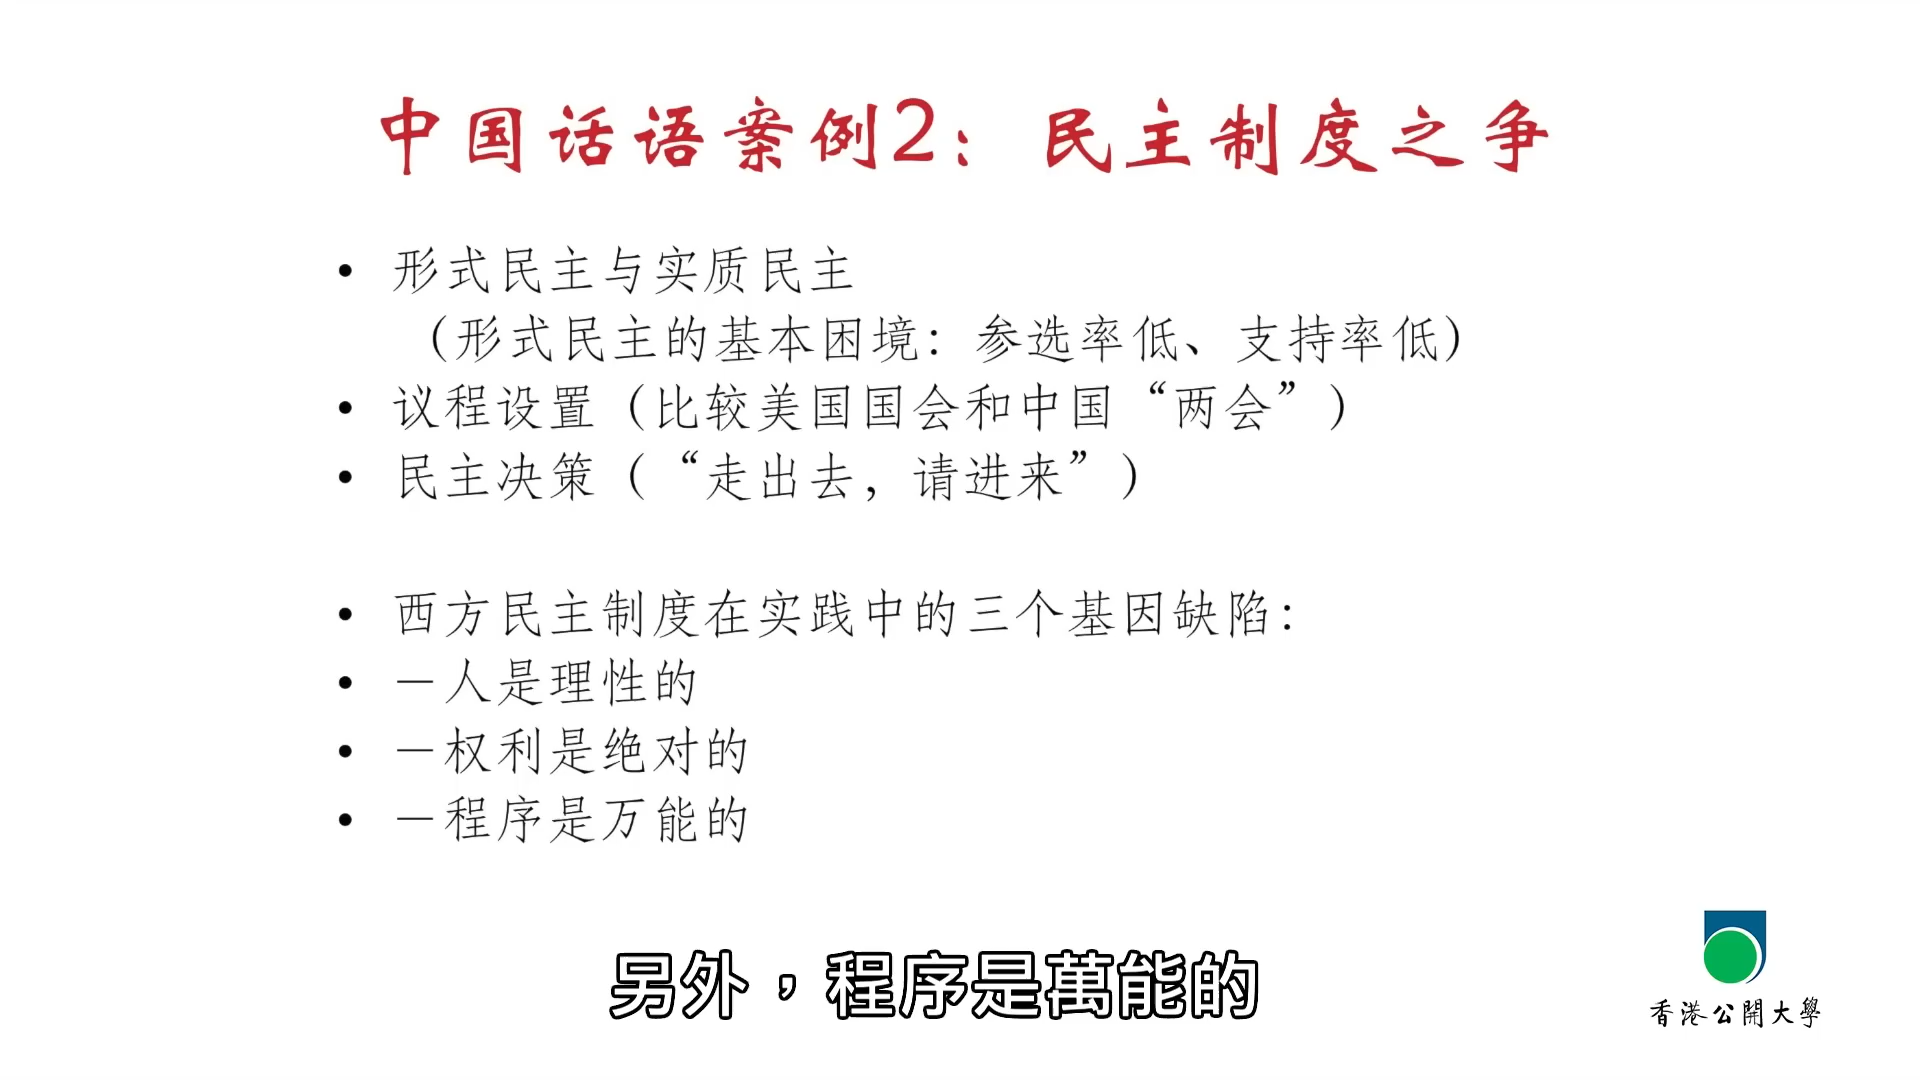 中国话语案例2：民主制度之争
• 形式民主与实质民主
（形式民主的基本困境：参选率低、支持率低）
• 议程设置（比较美国国会和中国“两会”）
• 民主决策（“走出去，请进来”）
• 西方民主制度在实践中的三个基因缺陷：
• －人是理性的
• －权利是绝对的
• －程序是万能的
另外，程序是萬能的
香港公開大學